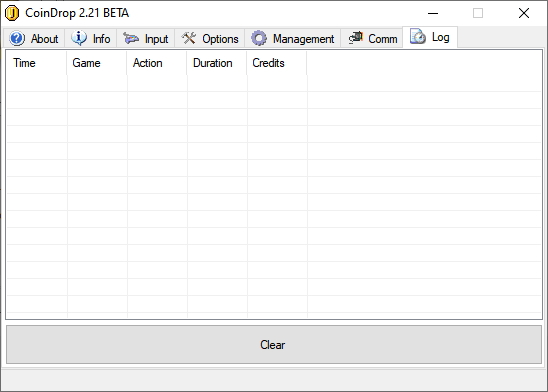 CoinDrop 2.21 BETA
About Info Input Options Management Comm Log
Time Game Action Duration Credits
Clear